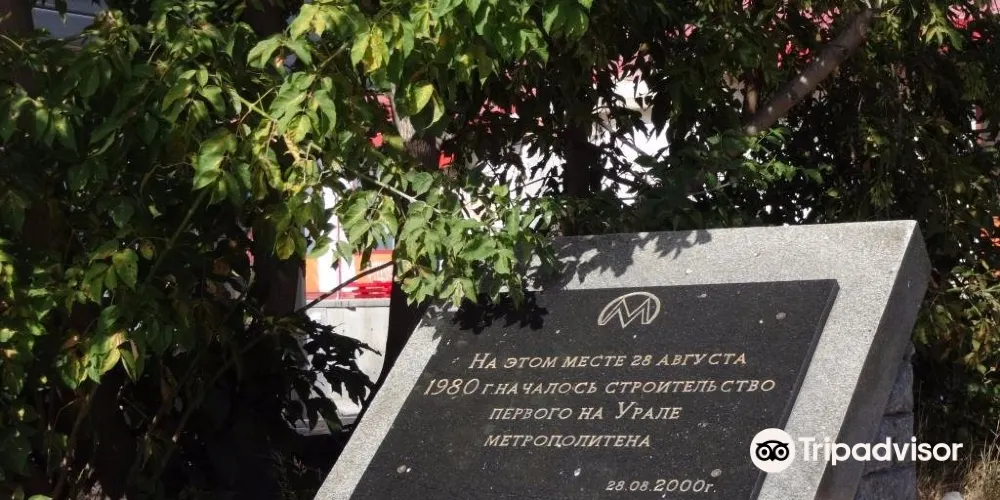 На этом месте 28 августа
1980 г. началось строительство
первого на Урале
метрополитена
28.08.2000г.
Tripadvisor